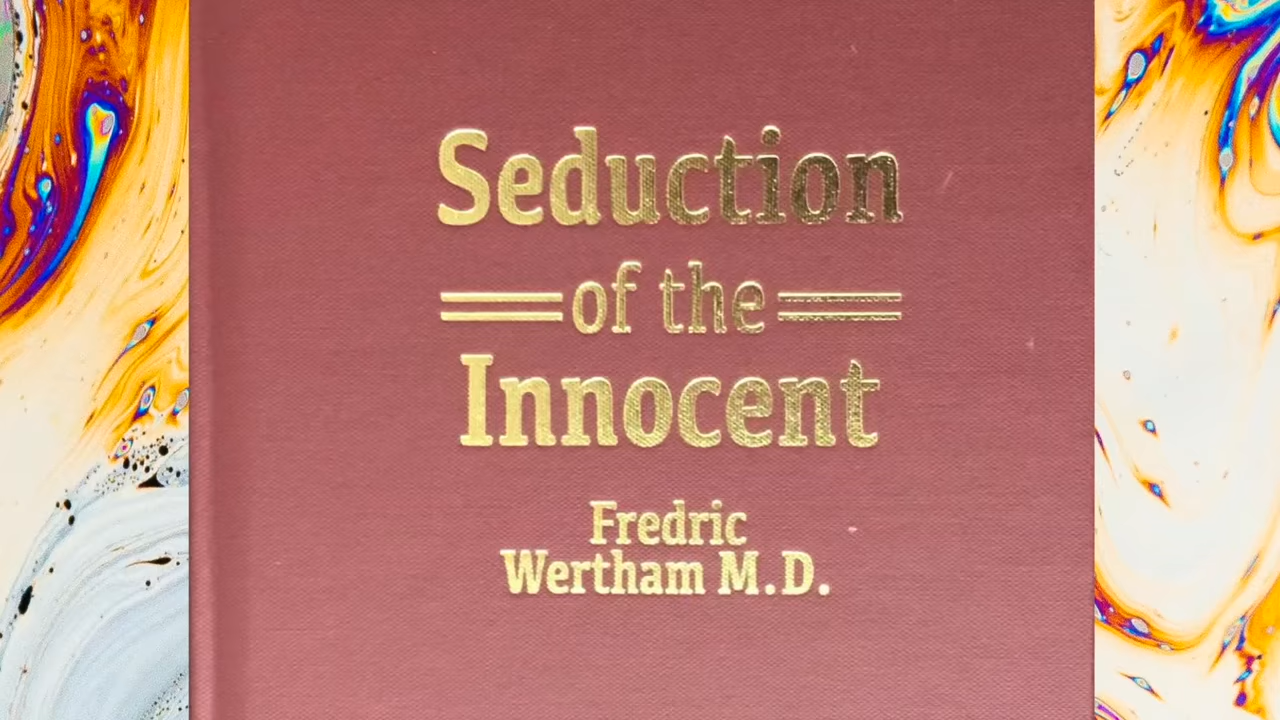 Seduction
of the
Innocent
Fredric
Wertham M.D.